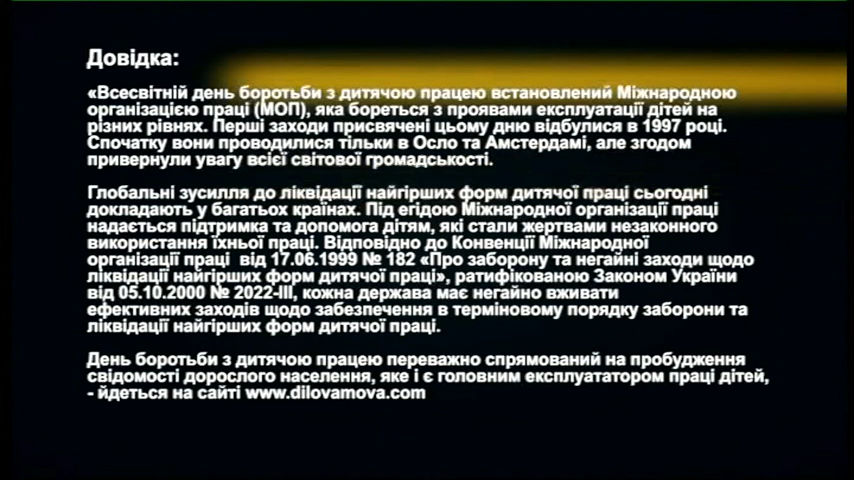 Довідка:
«Всесвітній день боротьби з дитячою працею встановлений Міжнародною
організацією праці (МОП), яка бореться з проявами експлуатації дітей на
різних рівнях. Перші заходи присвячені цьому дню відбулися в 1997 році.
Спочатку вони проводилися тільки в Осло та Амстердамі, але згодом
привернули увагу всієї світової громадськості.
Глобальні зусилля до ліквідації найгірших форм дитячої праці сьогодні
докладають у багатьох країнах. Під егідою Міжнародної організації праці
надається підтримка та допомога дітям, які стали жертвами незаконного
використання їхньої праці. Відповідно до Конвенції Міжнародної
організації праці від 17.06.1999 № 182 «Про заборону та негайні заходи щодо
ліквідації найгірших форм дитячої праці», ратифікованою Законом України
від 05.10.2000 № 2022-III, кожна держава має негайно вживати
ефективних заходів щодо забезпечення в терміновому порядку заборони та
ліквідації найгірших форм дитячої праці.
День боротьби з дитячою працею переважно спрямований на пробудження
свідомості дорослого населення, яке і є головним експлуататором праці дітей,
- йдеться на сайті www.dilovamova.com